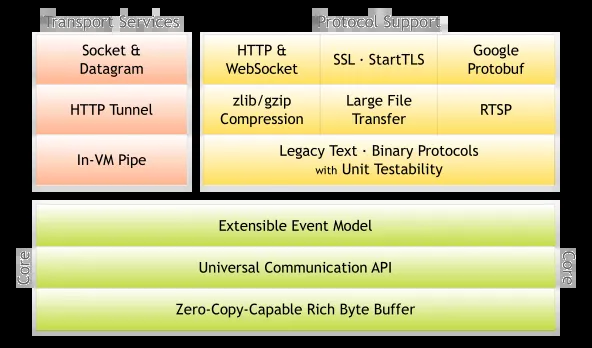 Transport Services
Protocol Support
Socket &
Datagram
HTTP Tunnel
In-VM Pipe
HTTP &
WebSocket
SSL · StartTLS
Google
Protobuf
zlib/gzip
Compression
Large File
Transfer
RTSP
Legacy Text · Binary Protocols
with Unit Testability
Core
Extensible Event Model
Universal Communication API
Zero-Copy-Capable Rich Byte Buffer
Core